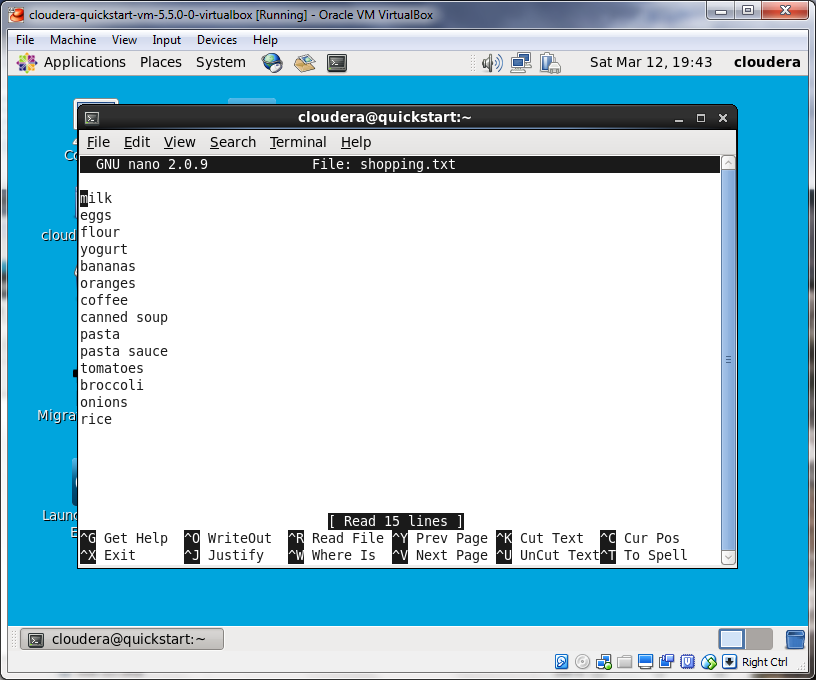 cloudera-quickstart-vm-5.5.0-0-virtualbox [Running] - Oracle VM VirtualBox
File Machine View Input Devices Help
Applications Places System Sat Mar 12, 19:43 cloudera
cloudera@quickstart:~
File Edit View Search Terminal Help
GNU nano 2.0.9 File: shopping.txt
milk
eggs
flour
yogurt
bananas
oranges
coffee
canned soup
pasta
pasta sauce
tomatoes
broccoli
onions
rice
[ Read 15 lines ]
^G Get Help ^O WriteOut ^R Read File ^Y Prev Page ^K Cut Text ^C Cur Pos
^X Exit ^J Justify ^W Where Is ^V Next Page ^U UnCut Text ^T To Spell
cloudera@quickstart:~
Right Ctrl